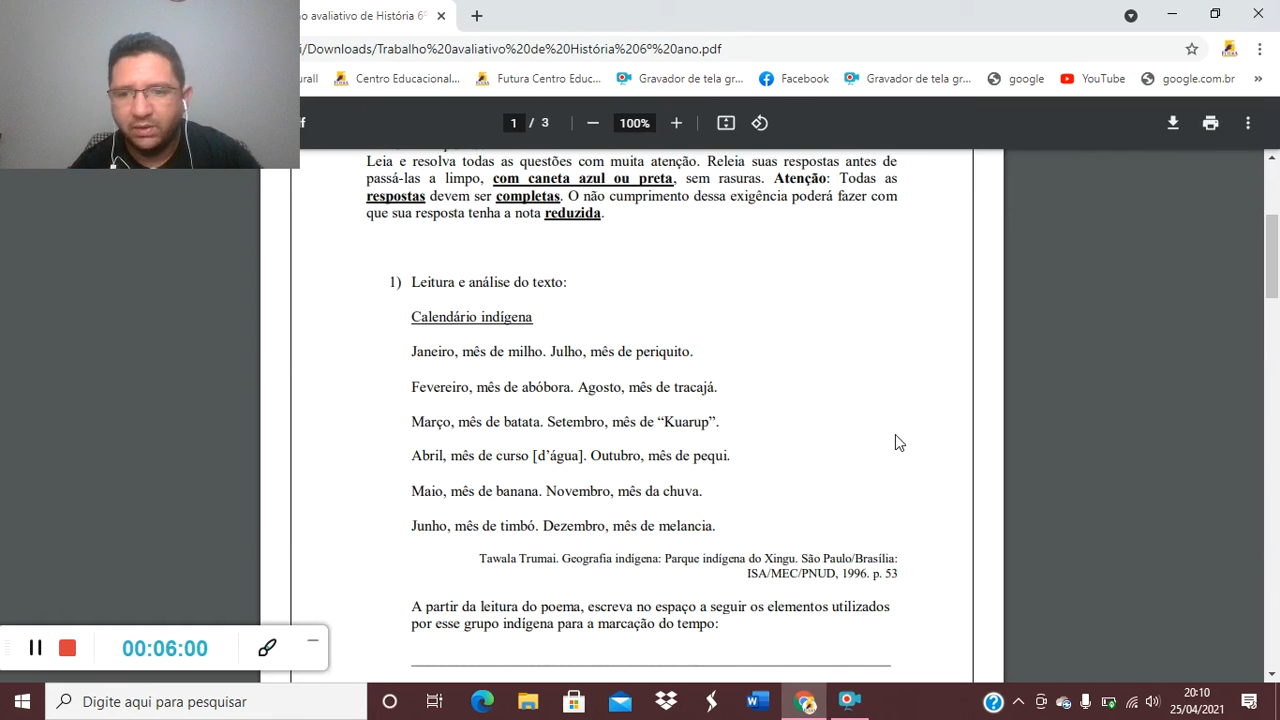 ão avaliativo de História 6º
i/Downloads/Trabalho%20avaliativo%20de%20História%206º%20ano.pdf
urall
Centro Educacional...
Futura Centro Educ...
Gravador de tela gr...
Facebook
Gravador de tela gr...
google
YouTube
google.com.br
»
f
1 / 3
100%
Leia e resolva todas as questões com muita atenção. Releia suas respostas antes de
passá-las a limpo, com caneta azul ou preta, sem rasuras. Atenção: Todas as
respostas devem ser completas. O não cumprimento dessa exigência poderá fazer com
que sua resposta tenha a nota reduzida.
1) Leitura e análise do texto:
Calendário indígena
Janeiro, mês de milho. Julho, mês de periquito.
Fevereiro, mês de abóbora. Agosto, mês de tracajá.
Março, mês de batata. Setembro, mês de “Kuarup”.
Abril, mês de curso [d’água]. Outubro, mês de pequi.
Maio, mês de banana. Novembro, mês da chuva.
Junho, mês de timbó. Dezembro, mês de melancia.
Tawala Trumai. Geografia indígena: Parque indígena do Xingu. São Paulo/Brasília:
ISA/MEC/PNUD, 1996. p. 53
A partir da leitura do poema, escreva no espaço a seguir os elementos utilizados
por esse grupo indígena para a marcação do tempo:
00:06:00
Digite aqui para pesquisar
20:10
25/04/2021